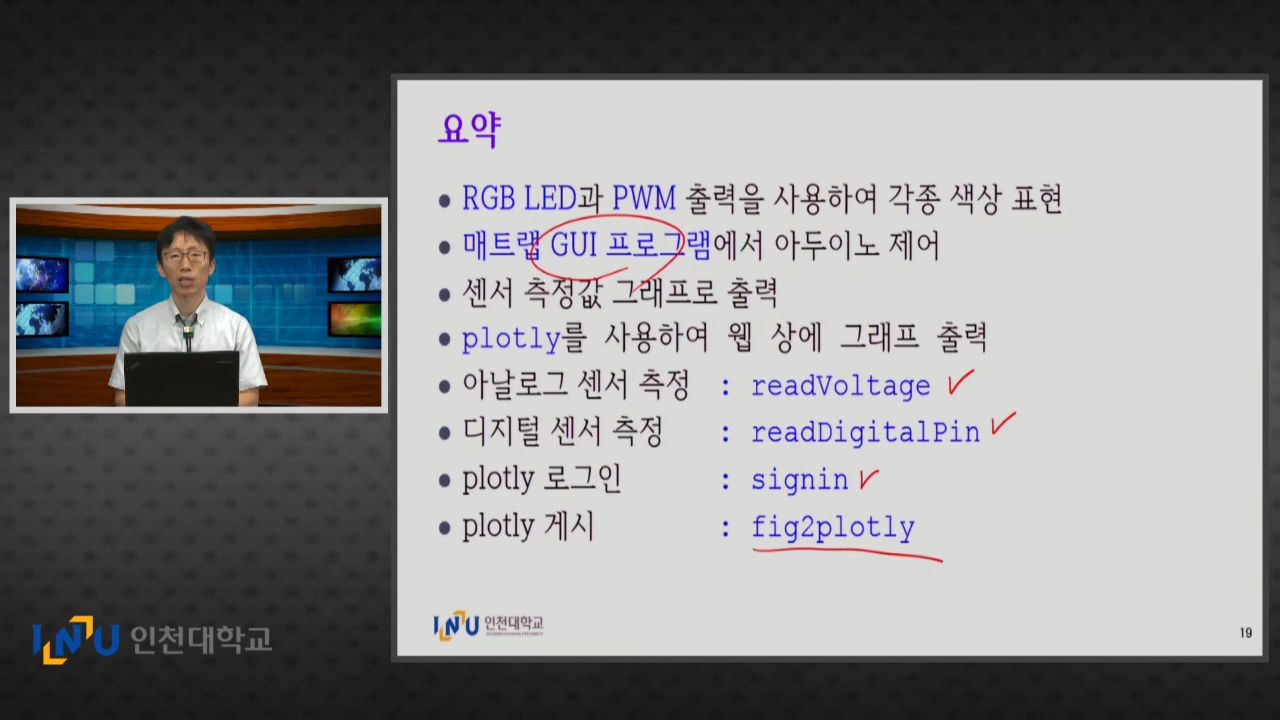 요약
• RGB LED과 PWM 출력을 사용하여 각종 색상 표현
• 매트랩 GUI 프로그램에서 아두이노 제어
• 센서 측정값 그래프로 출력
• plotly를 사용하여 웹 상에 그래프 출력
• 아날로그 센서 측정 : readVoltage
• 디지털 센서 측정 : readDigitalPin
• plotly 로그인 : signin
• plotly 게시 : fig2plotly
INU 인천대학교
INU 인천대학교
19